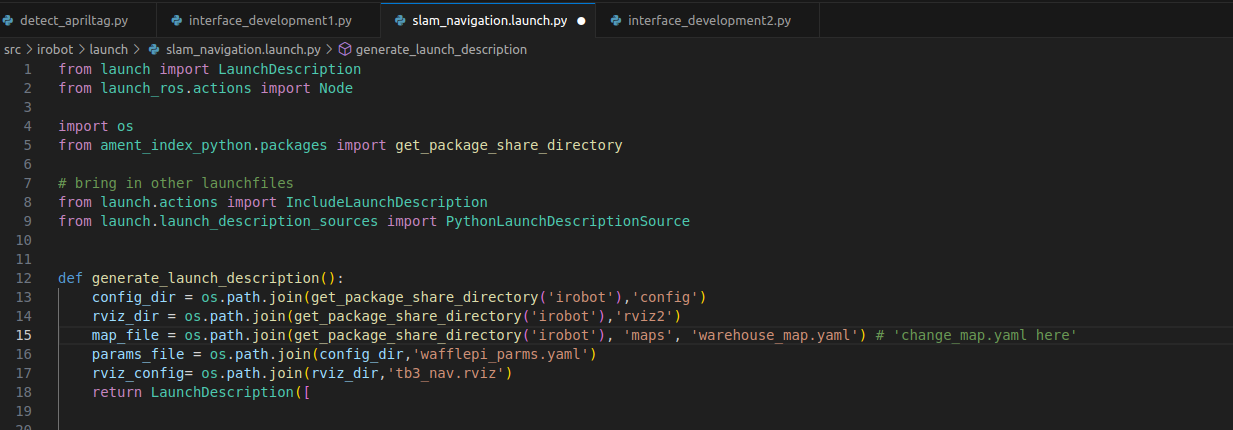 detect_apriltag.py interface_development1.py slam_navigation.launch.py interface_development2.py
src > irobot > launch > slam_navigation.launch.py > generate_launch_description
1 from launch import LaunchDescription
2 from launch_ros.actions import Node
3
4 import os
5 from ament_index_python.packages import get_package_share_directory
6
7 # bring in other launchfiles
8 from launch.actions import IncludeLaunchDescription
9 from launch.launch_description_sources import PythonLaunchDescriptionSource
10
11
12 def generate_launch_description():
13     config_dir = os.path.join(get_package_share_directory('irobot'),'config')
14     rviz_dir = os.path.join(get_package_share_directory('irobot'),'rviz2')
15     map_file = os.path.join(get_package_share_directory('irobot'), 'maps', 'warehouse_map.yaml') # 'change_map.yaml here'
16     params_file = os.path.join(config_dir,'wafflepi_parms.yaml')
17     rviz_config= os.path.join(rviz_dir,'tb3_nav.rviz')
18     return LaunchDescription([
19
20